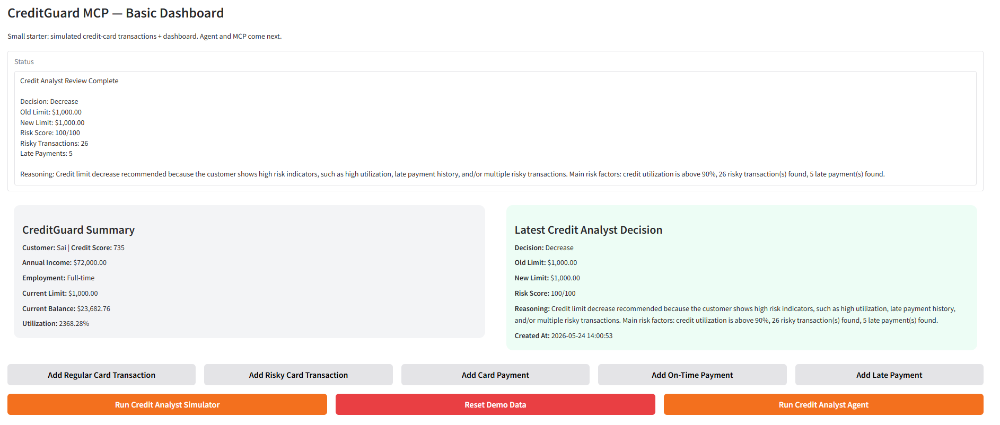 CreditGuard MCP — Basic Dashboard
Small starter: simulated credit-card transactions + dashboard. Agent and MCP come next.
Status
Credit Analyst Review Complete
Decision: Decrease
Old Limit: $1,000.00
New Limit: $1,000.00
Risk Score: 100/100
Risky Transactions: 26
Late Payments: 5
Reasoning: Credit limit decrease recommended because the customer shows high risk indicators, such as high utilization, late payment history, and/or multiple risky transactions. Main risk factors: credit utilization is above 90%, 26 risky transaction(s) found, 5 late payment(s) found.
CreditGuard Summary
Customer: Sai | Credit Score: 735
Annual Income: $72,000.00
Employment: Full-time
Current Limit: $1,000.00
Current Balance: $23,682.76
Utilization: 2368.28%
Latest Credit Analyst Decision
Decision: Decrease
Old Limit: $1,000.00
New Limit: $1,000.00
Risk Score: 100/100
Reasoning: Credit limit decrease recommended because the customer shows high risk indicators, such as high utilization, late payment history,
and/or multiple risky transactions. Main risk factors: credit utilization is above 90%, 26 risky transaction(s) found, 5 late payment(s) found.
Created At: 2026-05-24 14:00:53
Add Regular Card Transaction
Add Risky Card Transaction
Add Card Payment
Add On-Time Payment
Add Late Payment
Run Credit Analyst Simulator
Reset Demo Data
Run Credit Analyst Agent